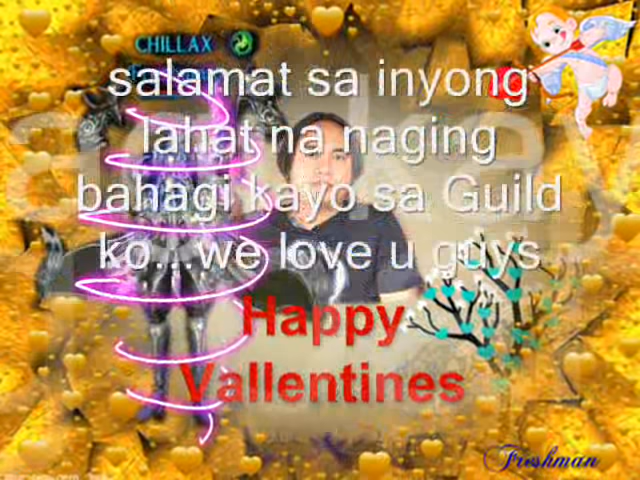 CHILLAX
salamat sa inyong
lahat na naging
bahagi kayo sa Guild
ko...we love u guys
Happy
Vallentines
Freshman